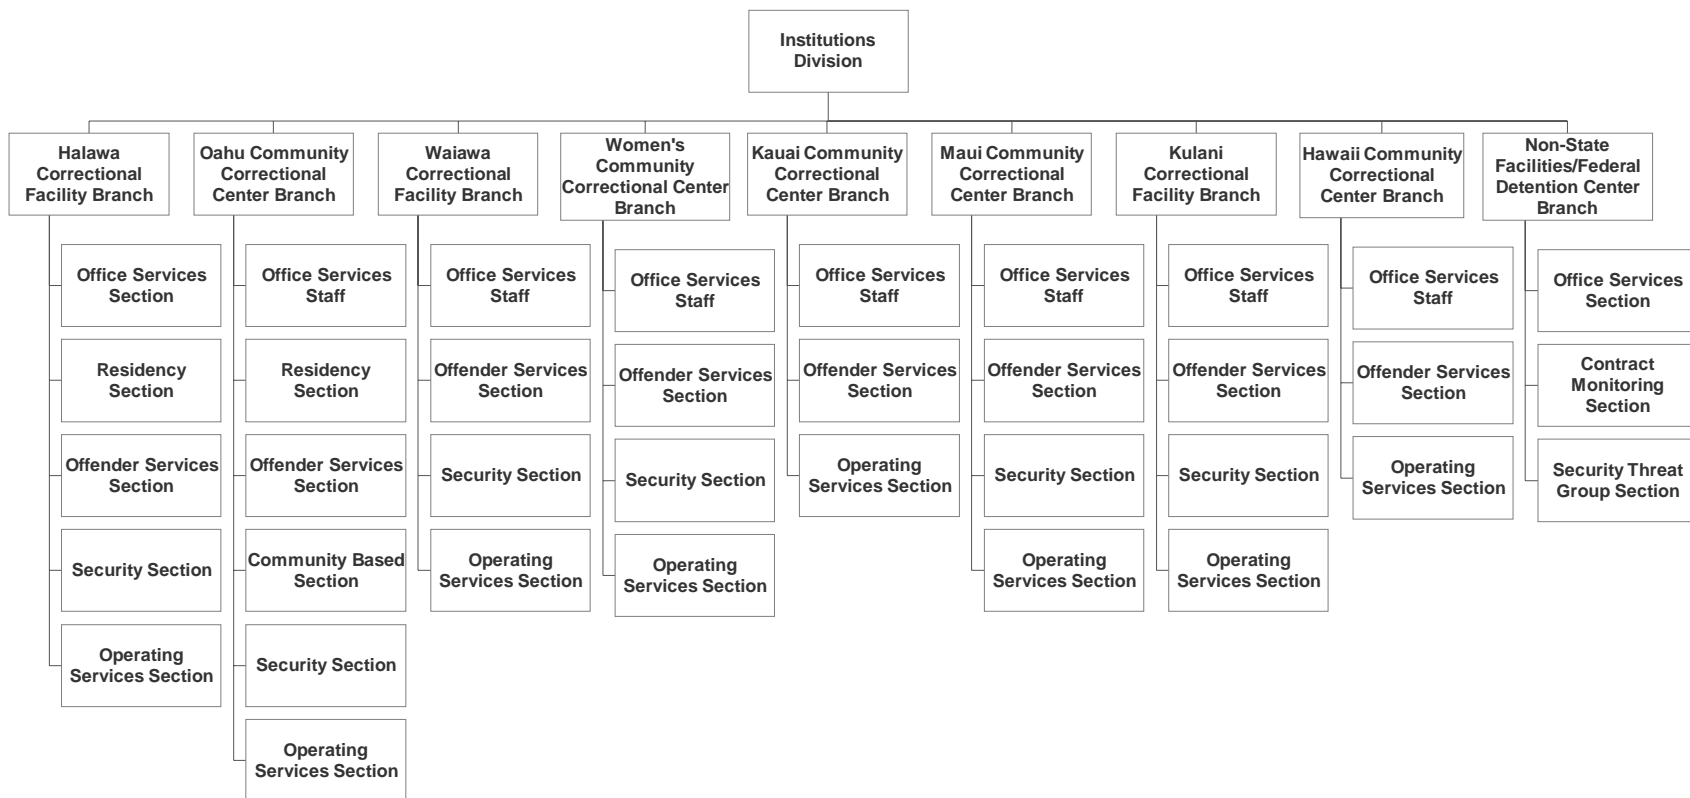 Institutions
Division
Halawa
Correctional
Facility Branch
Office Services
Section
Residency
Section
Offender Services
Section
Security Section
Operating
Services Section
Oahu Community
Correctional
Center Branch
Office Services
Staff
Residency
Section
Offender Services
Section
Community Based
Section
Security Section
Operating
Services Section
Waiawa
Correctional
Facility Branch
Office Services
Staff
Offender Services
Section
Security Section
Operating
Services Section
Women's
Community
Correctional Center
Branch
Office Services
Staff
Offender Services
Section
Security Section
Operating
Services Section
Kauai Community
Correctional
Center Branch
Office Services
Staff
Offender Services
Section
Operating
Services Section
Maui Community
Correctional
Center Branch
Office Services
Staff
Offender Services
Section
Security Section
Operating
Services Section
Kulani
Correctional
Facility Branch
Office Services
Staff
Offender Services
Section
Security Section
Operating
Services Section
Hawaii Community
Correctional
Center Branch
Office Services
Staff
Offender Services
Section
Operating
Services Section
Non-State
Facilities/Federal
Detention Center
Branch
Office Services
Section
Contract
Monitoring
Section
Security Threat
Group Section